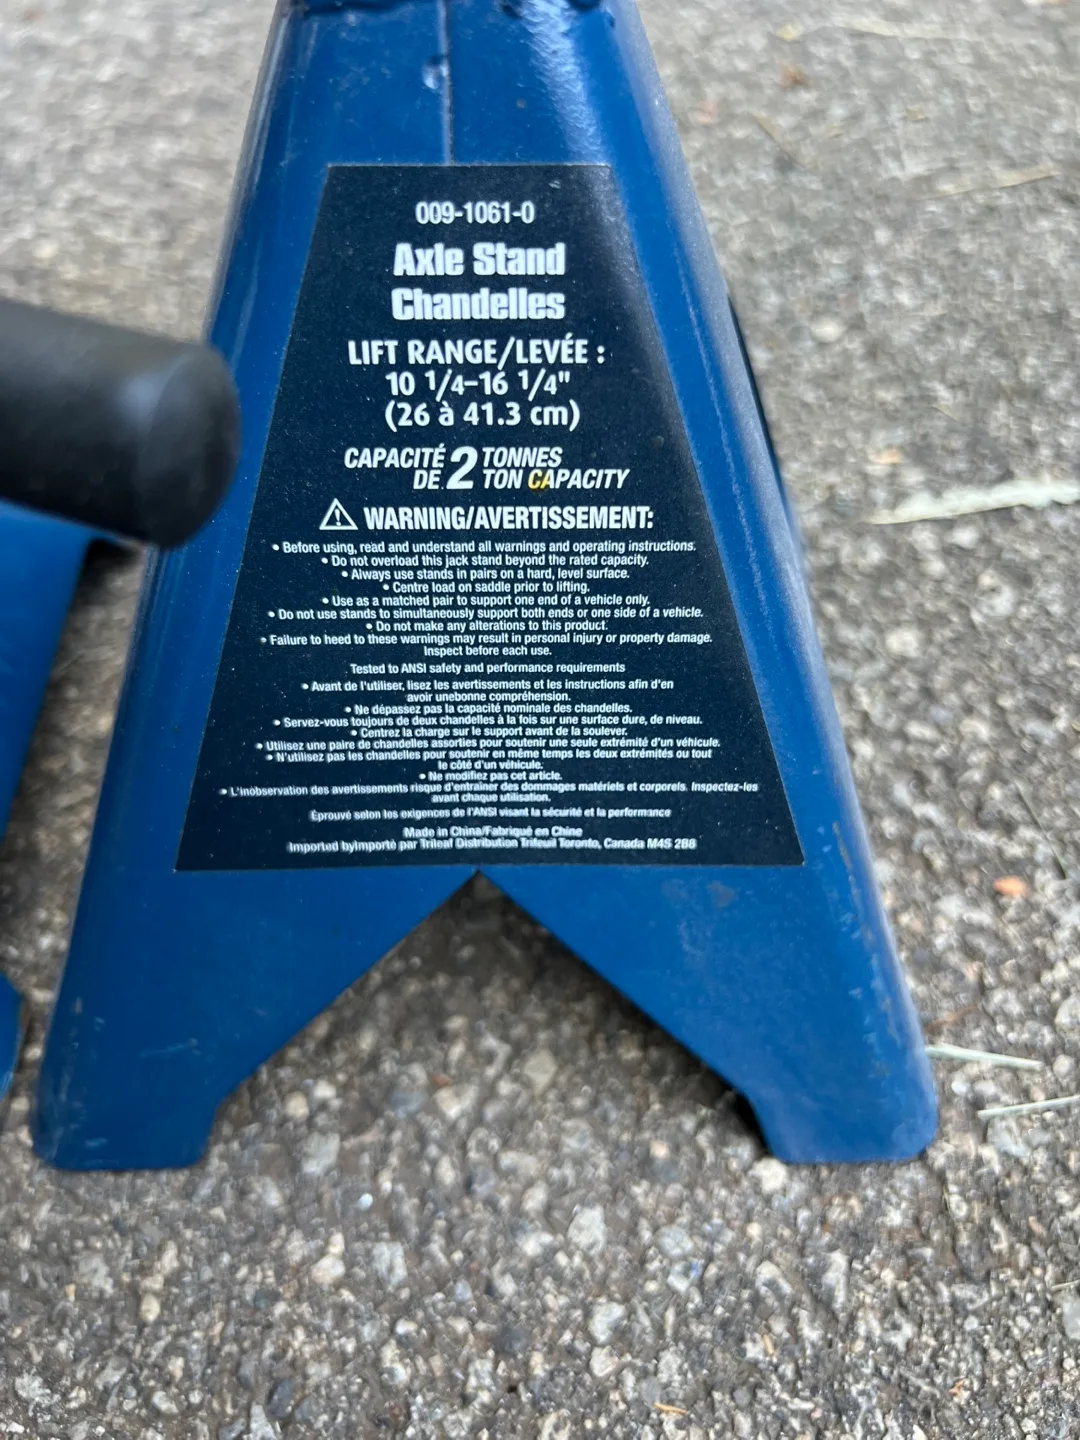 009-1061-0
Axle Stand
Chandelles
LIFT RANGE/LEVÉE :
10 1/4–16 1/4"
(26 à 41.3 cm)
CAPACITÉ DE 2 TONNES
2 TON CAPACITY
⚠ WARNING/AVERTISSEMENT:
• Before using, read and understand all warnings and operating instructions.
• Do not overload this jack stand beyond the rated capacity.
• Always use stands in pairs on a hard, level surface.
• Centre load on saddle prior to lifting.
• Use as a matched pair to support one end of a vehicle only.
• Do not use stands to simultaneously support both ends or one side of a vehicle.
• Do not make any alterations to this product.
• Failure to heed to these warnings may result in personal injury or property damage.
Inspect before each use.
Tested to ANSI safety and performance requirements
• Avant de l'utiliser, lisez les avertissements et les instructions afin d'en
avoir unebonne compréhension.
• Ne dépassez pas la capacité nominale des chandelles.
• Servez-vous toujours de deux chandelles à la fois sur une surface dure, de niveau.
• Centrez la charge sur le support avant de la soulever.
• Utilisez une paire de chandelles assorties pour soutenir une seule extrémité d'un véhicule.
• N'utilisez pas les chandelles pour soutenir en même temps les deux extrémités ou tout
le côté d'un véhicule.
• Ne modifiez pas cet article.
• L'inobservation des avertissements risque d'entraîner des dommages matériels et corporels. Inspectez-les
avant chaque utilisation.
Éprouvé selon les exigences de l'ANSI visant la sécurité et la performance
Made in China/Fabriqué en Chine
Imported by/Importé par Trileaf Distribution Trifeuil Toronto, Canada M4S 2B8